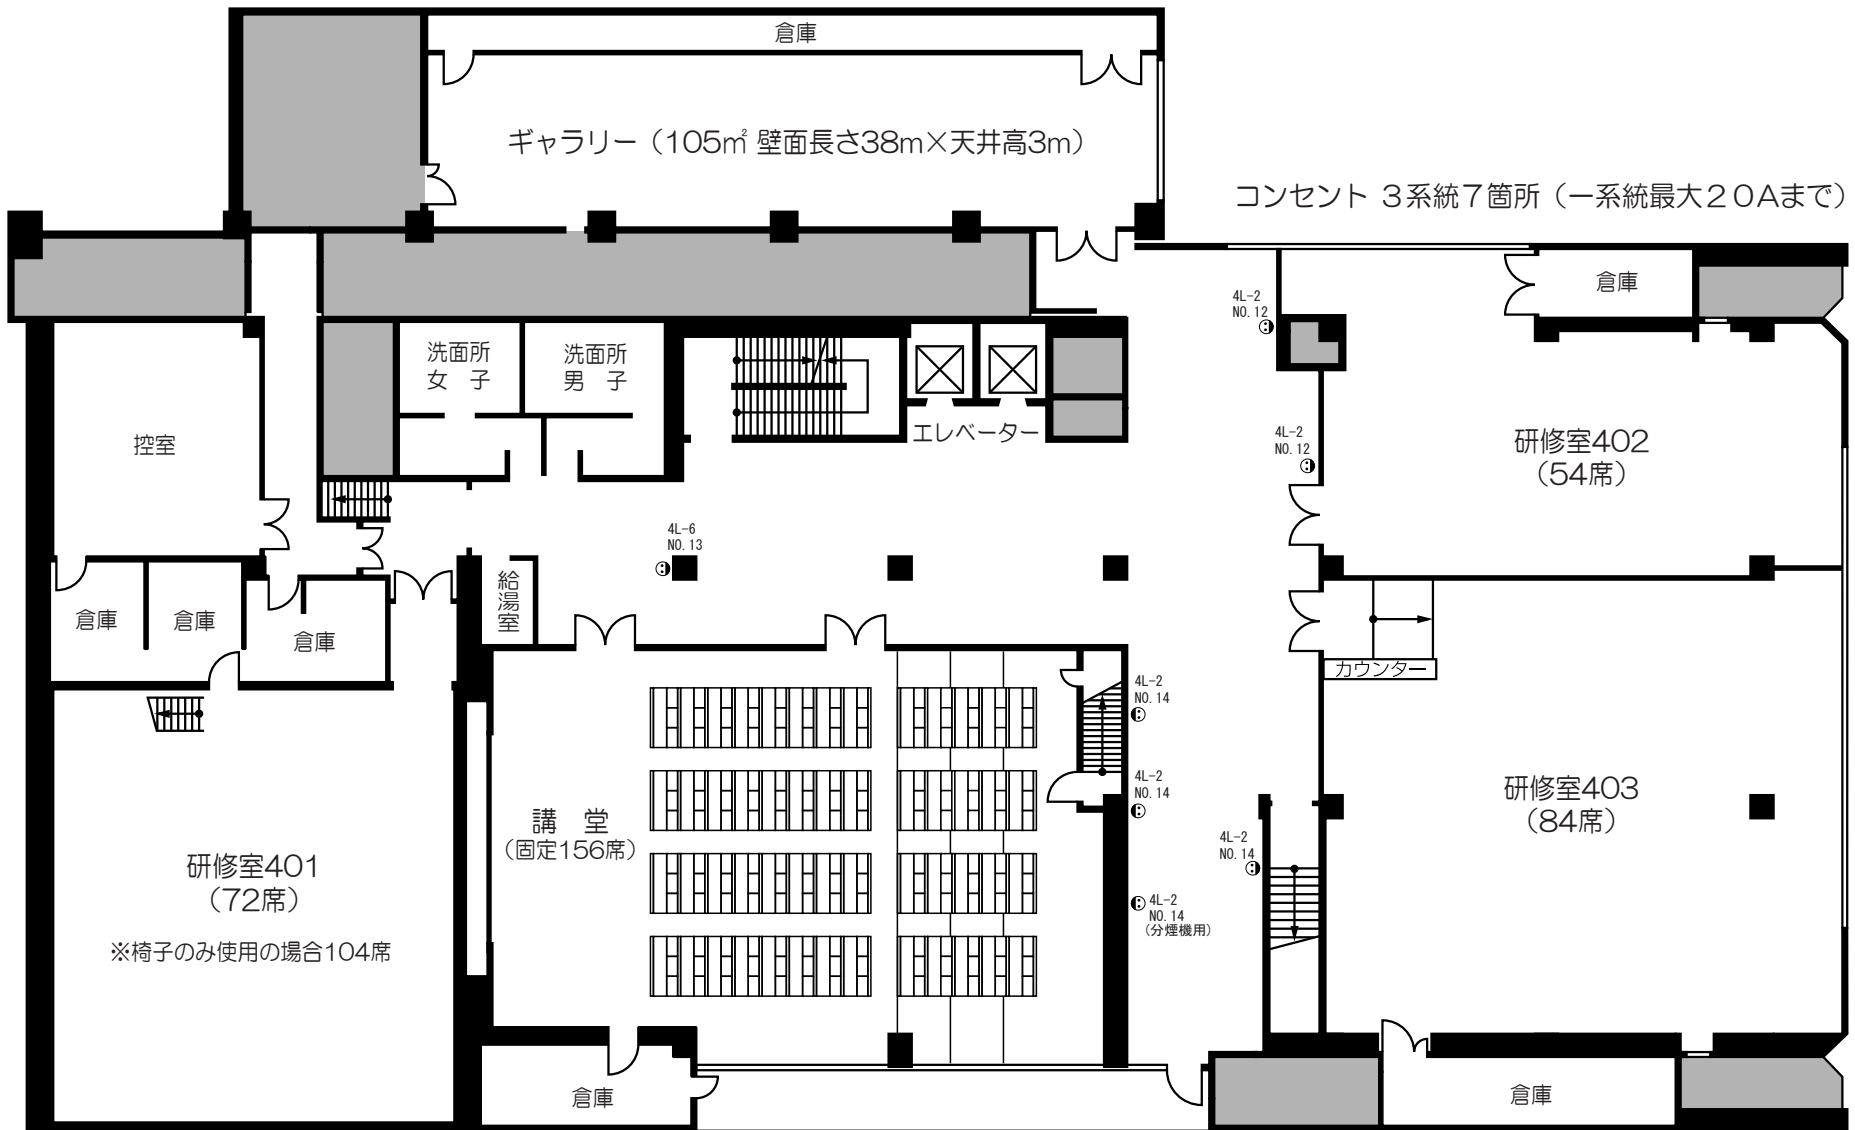 倉庫
ギャラリー（105㎡ 壁面長さ38m×天井高3m）
コンセント ３系統７箇所（一系統最大２０Aまで）
倉庫
4L-2
NO.12
洗面所
女　子
洗面所
男　子
エレベーター
控室
4L-2
NO.12
研修室402
（54席）
4L-6
NO.13
給湯室
倉庫
倉庫
倉庫
カウンター
4L-2
NO.14
4L-2
NO.14
講　堂
（固定156席）
研修室403
（84席）
4L-2
NO.14
研修室401
（72席）
※椅子のみ使用の場合104席
4L-2
NO.14
（分煙機用）
倉庫
倉庫